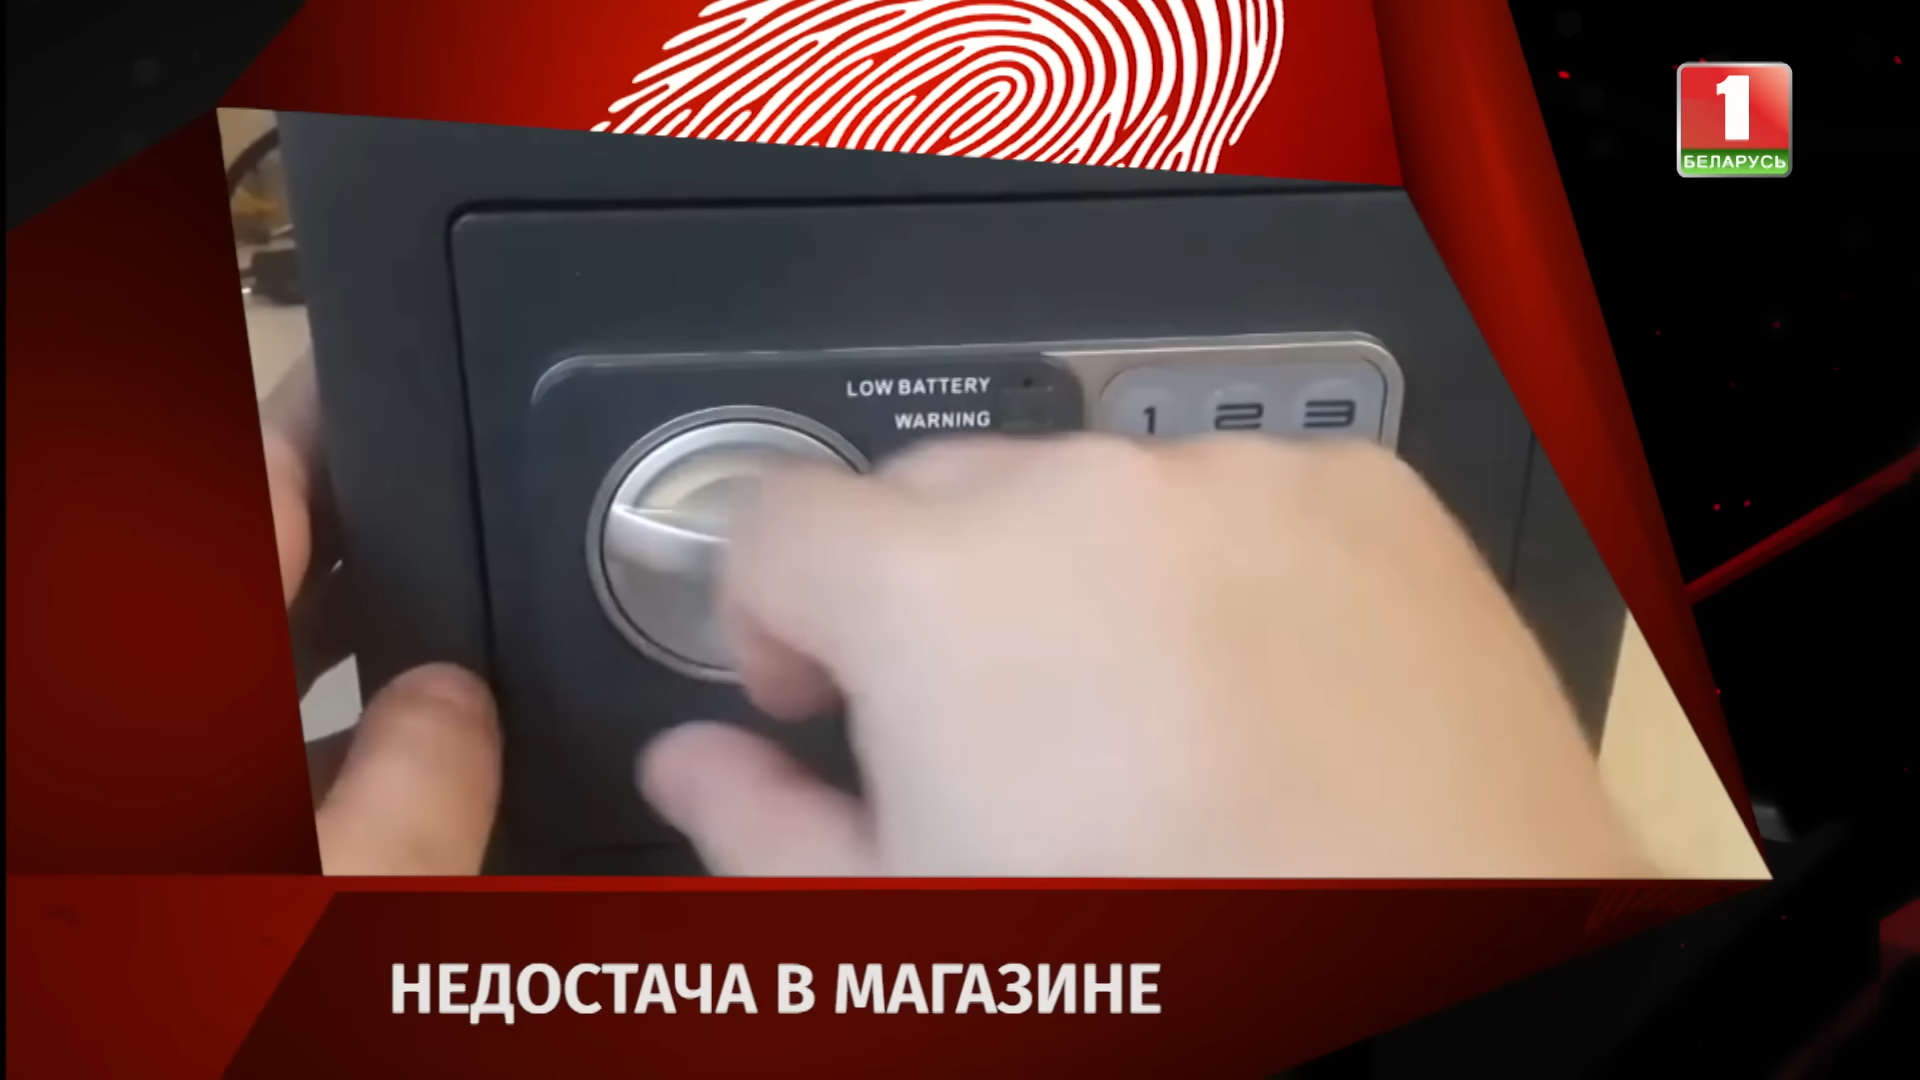 1
БЕЛАРУСЬ
LOW BATTERY
WARNING
1 2 3
НЕДОСТАЧА В МАГАЗИНЕ